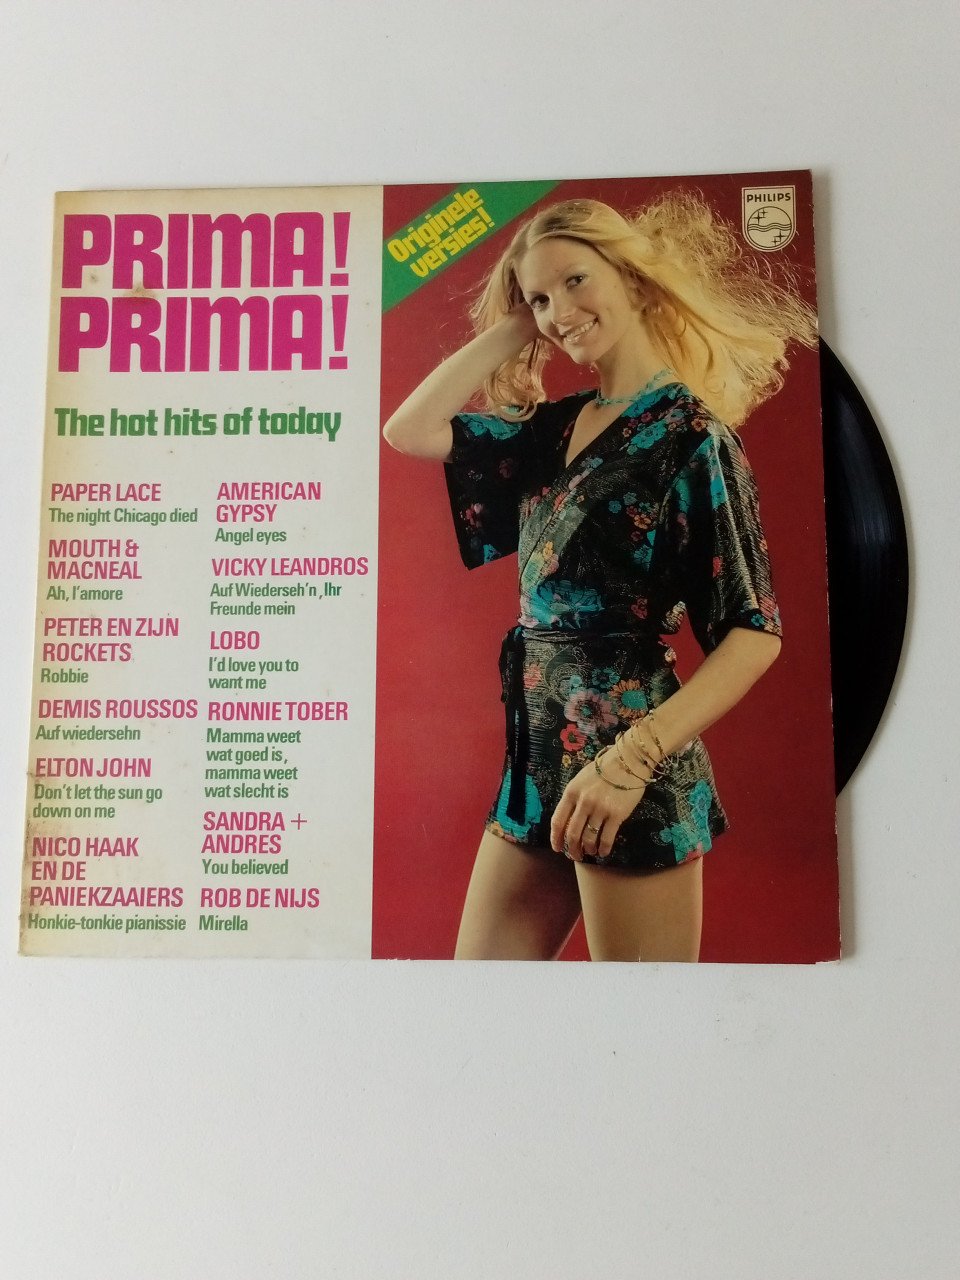 PRIMA!
PRIMA!
The hot hits of today
PAPER LACE
The night Chicago died
MOUTH &
MACNEAL
Ah, l'amore
PETER EN ZIJN
ROCKETS
Robbie
DEMIS ROUSSOS
Auf wiedersehn
ELTON JOHN
Don't let the sun go
down on me
NICO HAAK
EN DE
PANIEKZAAIERS
Honkie-tonkie pianissie
AMERICAN
GYPSY
Angel eyes
VICKY LEANDROS
Auf Wiederseh'n, Ihr
Freunde mein
LOBO
I'd love you to
want me
RONNIE TOBER
Mamma weet
wat goed is,
mamma weet
wat slecht is
SANDRA +
ANDRES
You believed
ROB DE NIJS
Mirella
Originele
versies!
PHILIPS